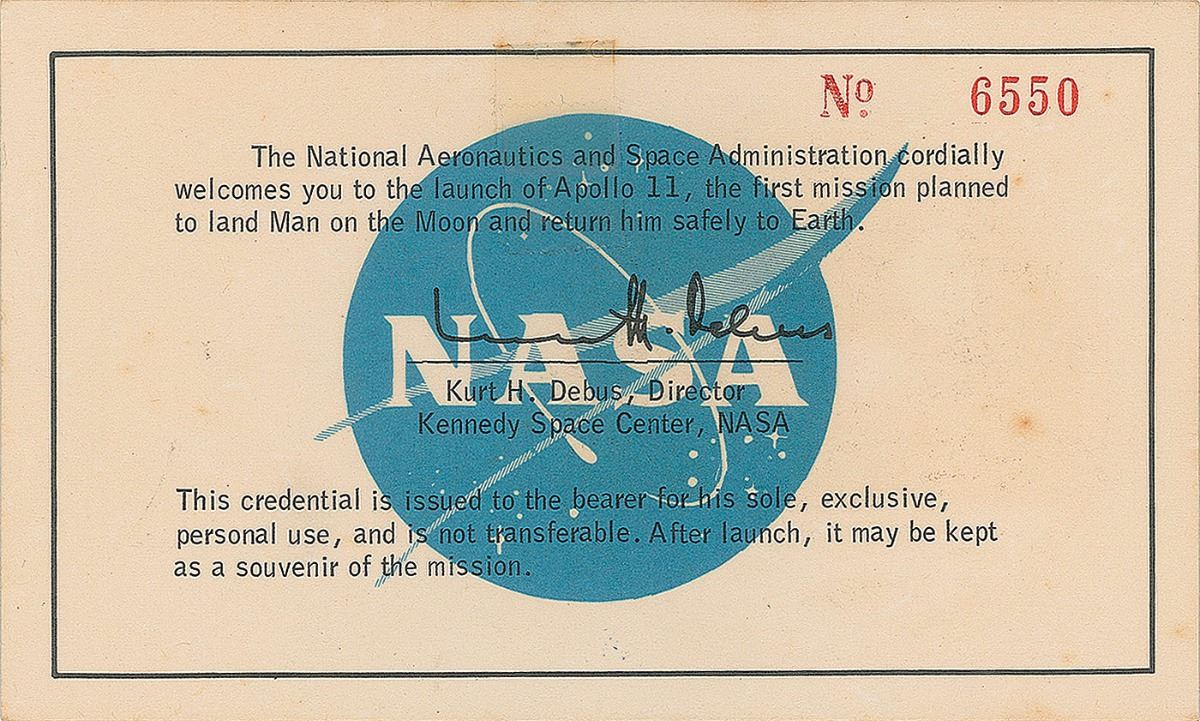 Nº 6550
The National Aeronautics and Space Administration cordially
welcomes you to the launch of Apollo 11, the first mission planned
to land Man on the Moon and return him safely to Earth.
Kurt H. Debus
NASA
Kurt H. Debus, Director
Kennedy Space Center, NASA
This credential is issued to the bearer for his sole, exclusive,
personal use, and is not transferable. After launch, it may be kept
as a souvenir of the mission.